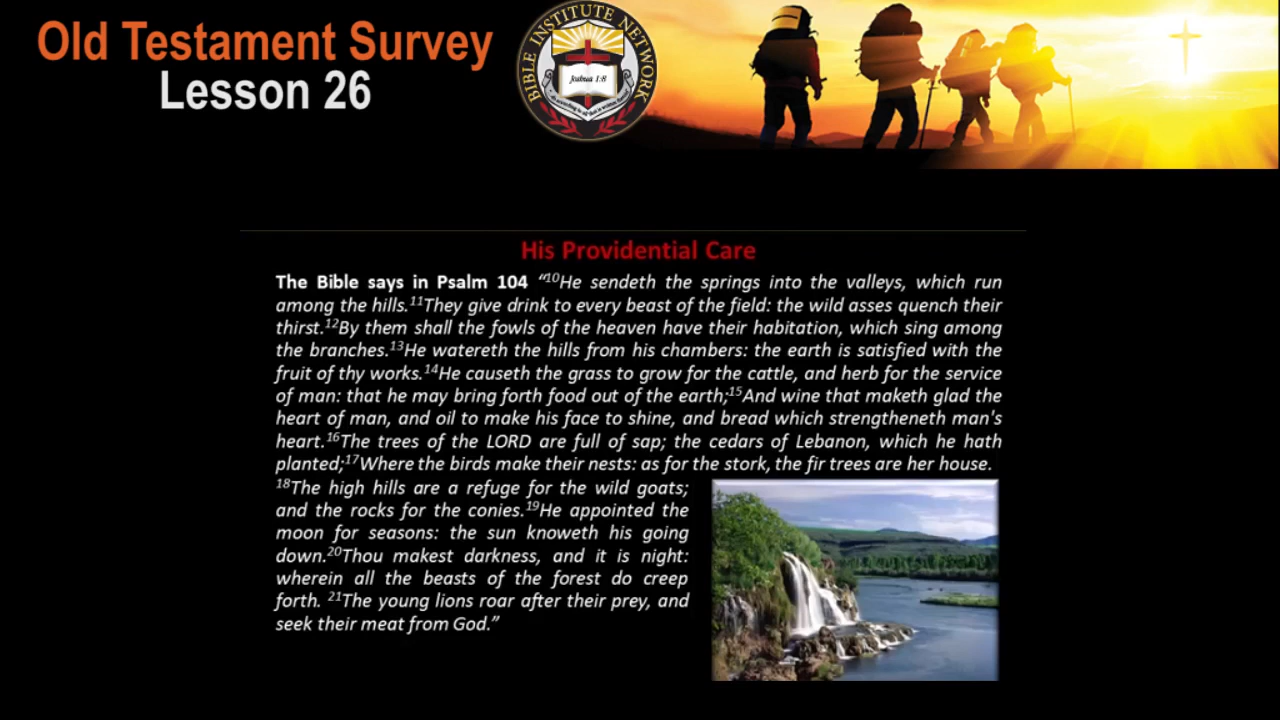 Old Testament Survey
Lesson 26
BIBLE INSTITUTE NETWORK
Joshua 1:8
His Providential Care
The Bible says in Psalm 104 “¹⁰He sendeth the springs into the valleys, which run
among the hills.¹¹They give drink to every beast of the field: the wild asses quench their
thirst.¹²By them shall the fowls of the heaven have their habitation, which sing among
the branches.¹³He watereth the hills from his chambers: the earth is satisfied with the
fruit of thy works.¹⁴He causeth the grass to grow for the cattle, and herb for the service
of man: that he may bring forth food out of the earth;¹⁵And wine that maketh glad the
heart of man, and oil to make his face to shine, and bread which strengtheneth man's
heart.¹⁶The trees of the LORD are full of sap; the cedars of Lebanon, which he hath
planted;¹⁷Where the birds make their nests: as for the stork, the fir trees are her house.
¹⁸The high hills are a refuge for the wild goats;
and the rocks for the conies.¹⁹He appointed the
moon for seasons: the sun knoweth his going
down.²⁰Thou makest darkness, and it is night:
wherein all the beasts of the forest do creep
forth. ²¹The young lions roar after their prey, and
seek their meat from God.”